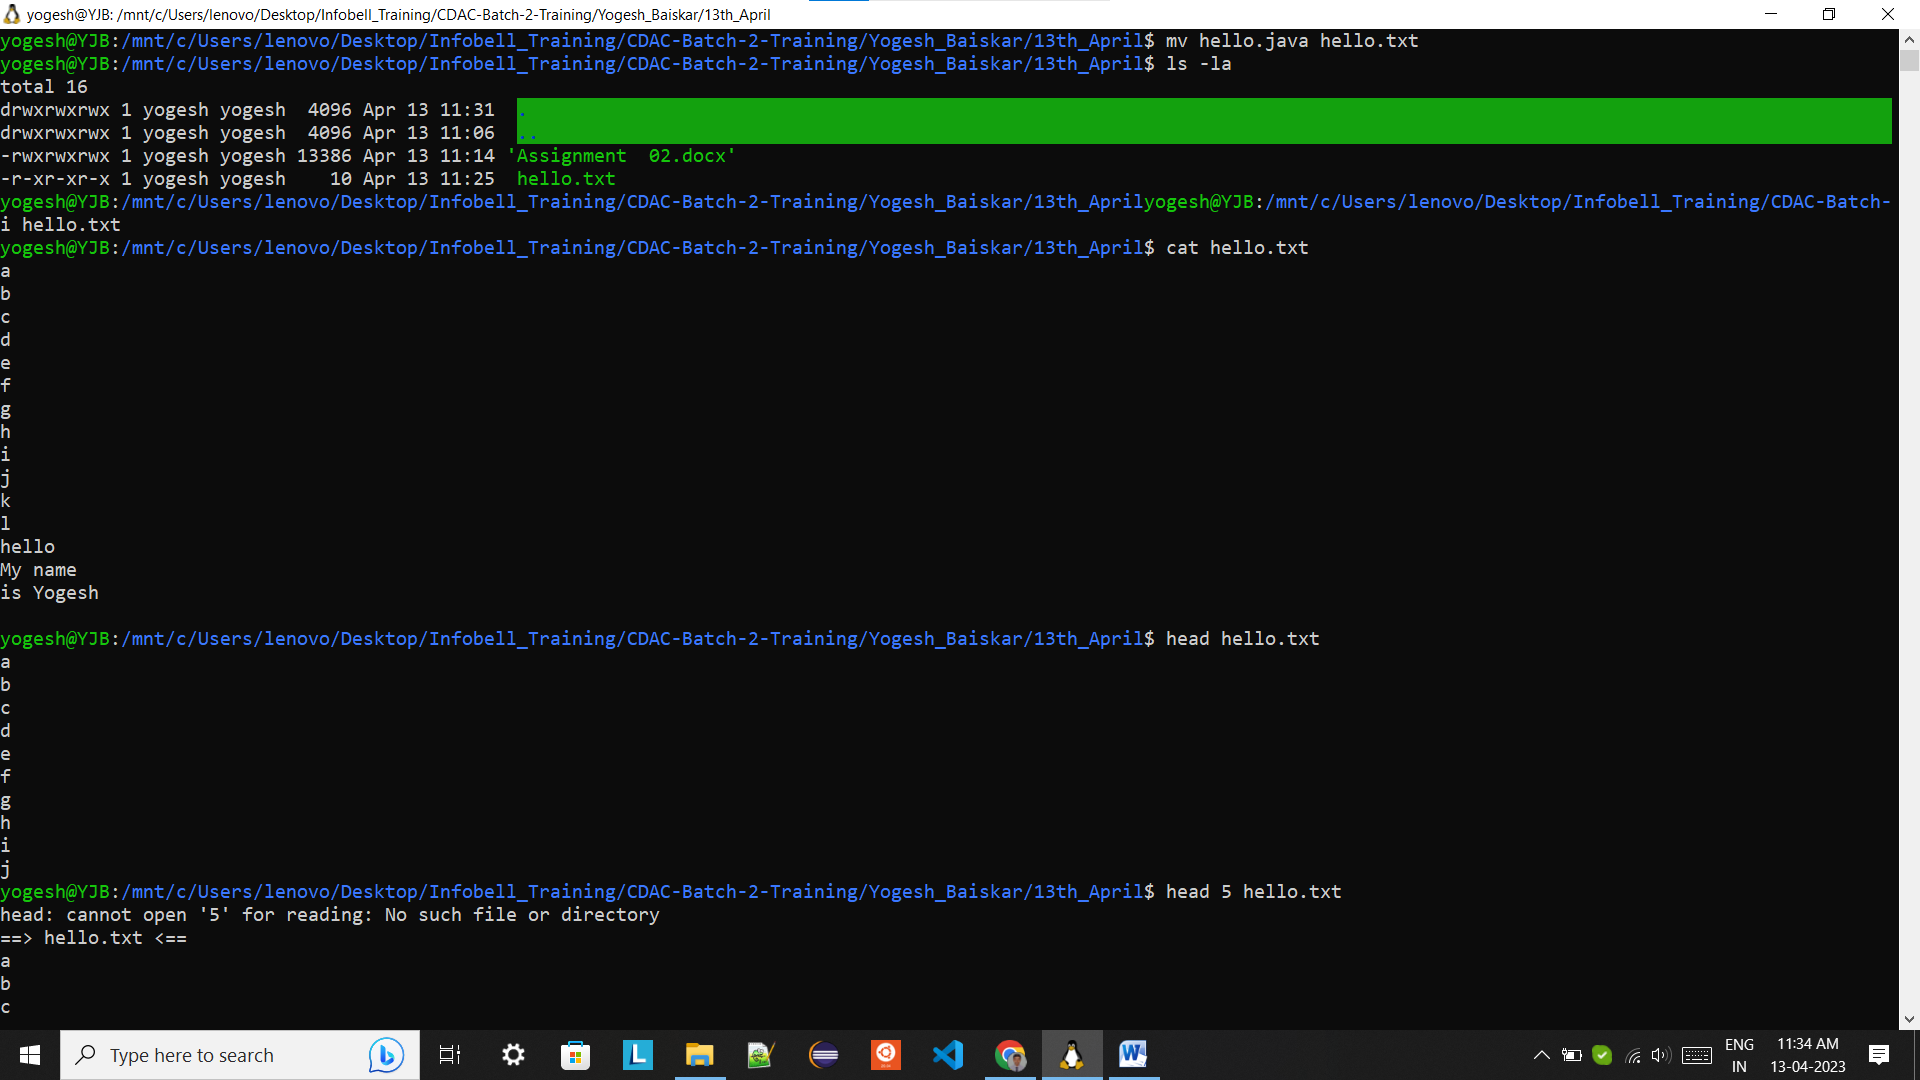 yogesh@YJB: /mnt/c/Users/lenovo/Desktop/Infobell_Training/CDAC-Batch-2-Training/Yogesh_Baiskar/13th_April
yogesh@YJB:/mnt/c/Users/lenovo/Desktop/Infobell_Training/CDAC-Batch-2-Training/Yogesh_Baiskar/13th_April$ mv hello.java hello.txt
yogesh@YJB:/mnt/c/Users/lenovo/Desktop/Infobell_Training/CDAC-Batch-2-Training/Yogesh_Baiskar/13th_April$ ls -la
total 16
drwxrwxrwx 1 yogesh yogesh  4096 Apr 13 11:31  .
drwxrwxrwx 1 yogesh yogesh  4096 Apr 13 11:06  ..
-rwxrwxrwx 1 yogesh yogesh 13386 Apr 13 11:14 'Assignment  02.docx'
-r-xr-xr-x 1 yogesh yogesh    10 Apr 13 11:25  hello.txt
yogesh@YJB:/mnt/c/Users/lenovo/Desktop/Infobell_Training/CDAC-Batch-2-Training/Yogesh_Baiskar/13th_Aprilyogesh@YJB:/mnt/c/Users/lenovo/Desktop/Infobell_Training/CDAC-Batch-
i hello.txt
yogesh@YJB:/mnt/c/Users/lenovo/Desktop/Infobell_Training/CDAC-Batch-2-Training/Yogesh_Baiskar/13th_April$ cat hello.txt
a
b
c
d
e
f
g
h
i
j
k
l
hello
My name
is Yogesh
yogesh@YJB:/mnt/c/Users/lenovo/Desktop/Infobell_Training/CDAC-Batch-2-Training/Yogesh_Baiskar/13th_April$ head hello.txt
a
b
c
d
e
f
g
h
i
j
yogesh@YJB:/mnt/c/Users/lenovo/Desktop/Infobell_Training/CDAC-Batch-2-Training/Yogesh_Baiskar/13th_April$ head 5 hello.txt
head: cannot open '5' for reading: No such file or directory
==> hello.txt <==
a
b
c
Type here to search
L
W
ENG
IN
11:34 AM
13-04-2023